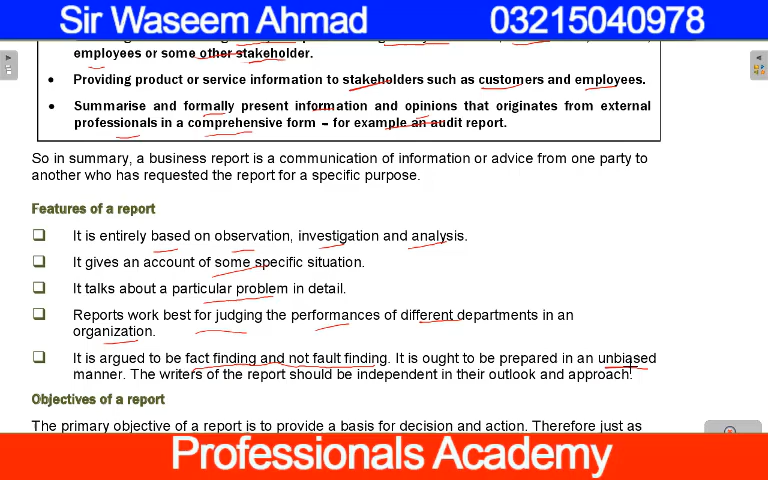 Sir Waseem Ahmad 03215040978
employees or some other stakeholder.
• Providing product or service information to stakeholders such as customers and employees.
• Summarise and formally present information and opinions that originates from external
professionals in a comprehensive form – for example an audit report.
So in summary, a business report is a communication of information or advice from one party to
another who has requested the report for a specific purpose.
Features of a report
❑ It is entirely based on observation, investigation and analysis.
❑ It gives an account of some specific situation.
❑ It talks about a particular problem in detail.
❑ Reports work best for judging the performances of different departments in an
organization.
❑ It is argued to be fact finding and not fault finding. It is ought to be prepared in an unbiased
manner. The writers of the report should be independent in their outlook and approach.
Objectives of a report
The primary objective of a report is to provide a basis for decision and action. Therefore just as
Professionals Academy